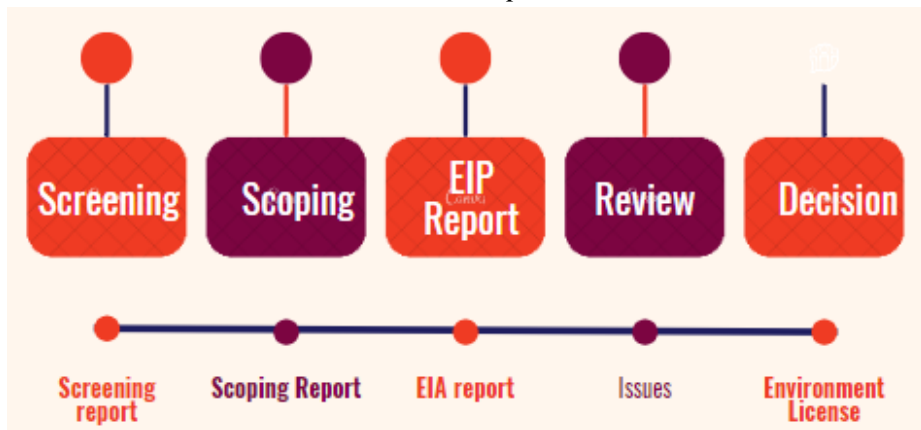 Screening
Scoping
EIP
Report
Review
Decision
Screening
report
Scoping Report
EIA report
Issues
Environment
License